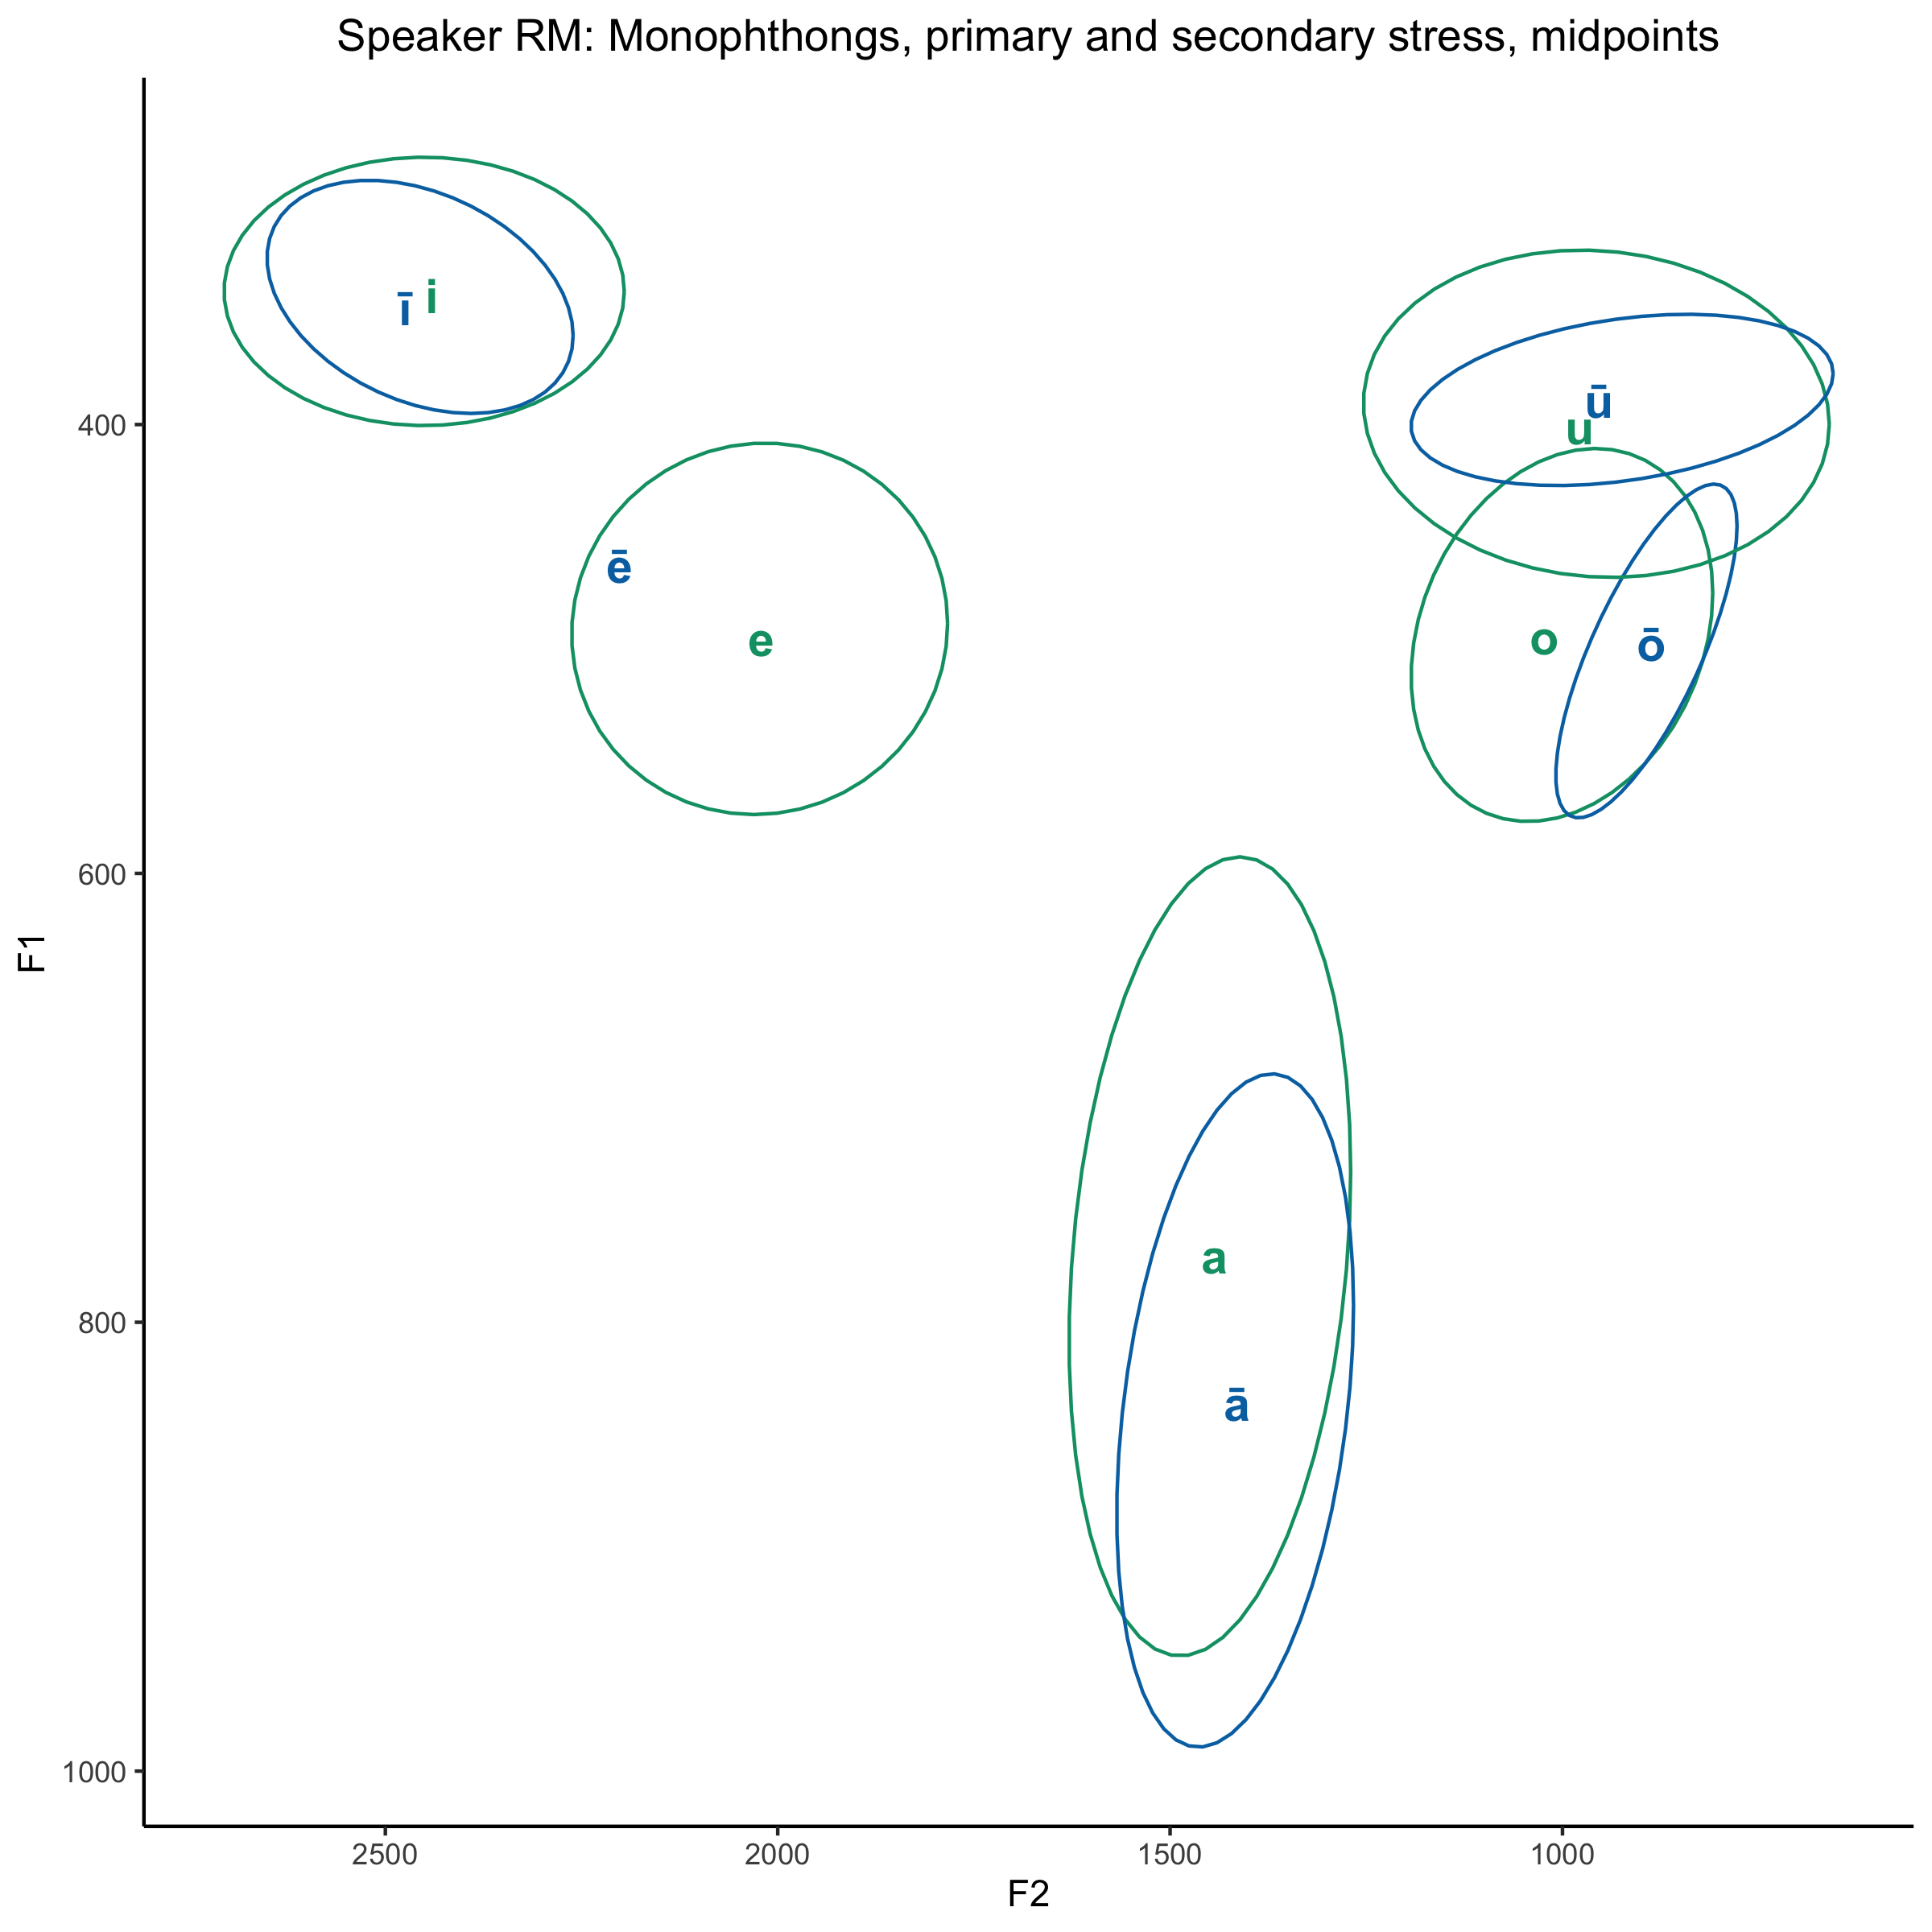 Speaker RM: Monophthongs, primary and secondary stress, midpoints
ī i
ū
u
400
ē
e o ō
600
F1
a
800
ā
1000
2500 2000 1500 1000
F2